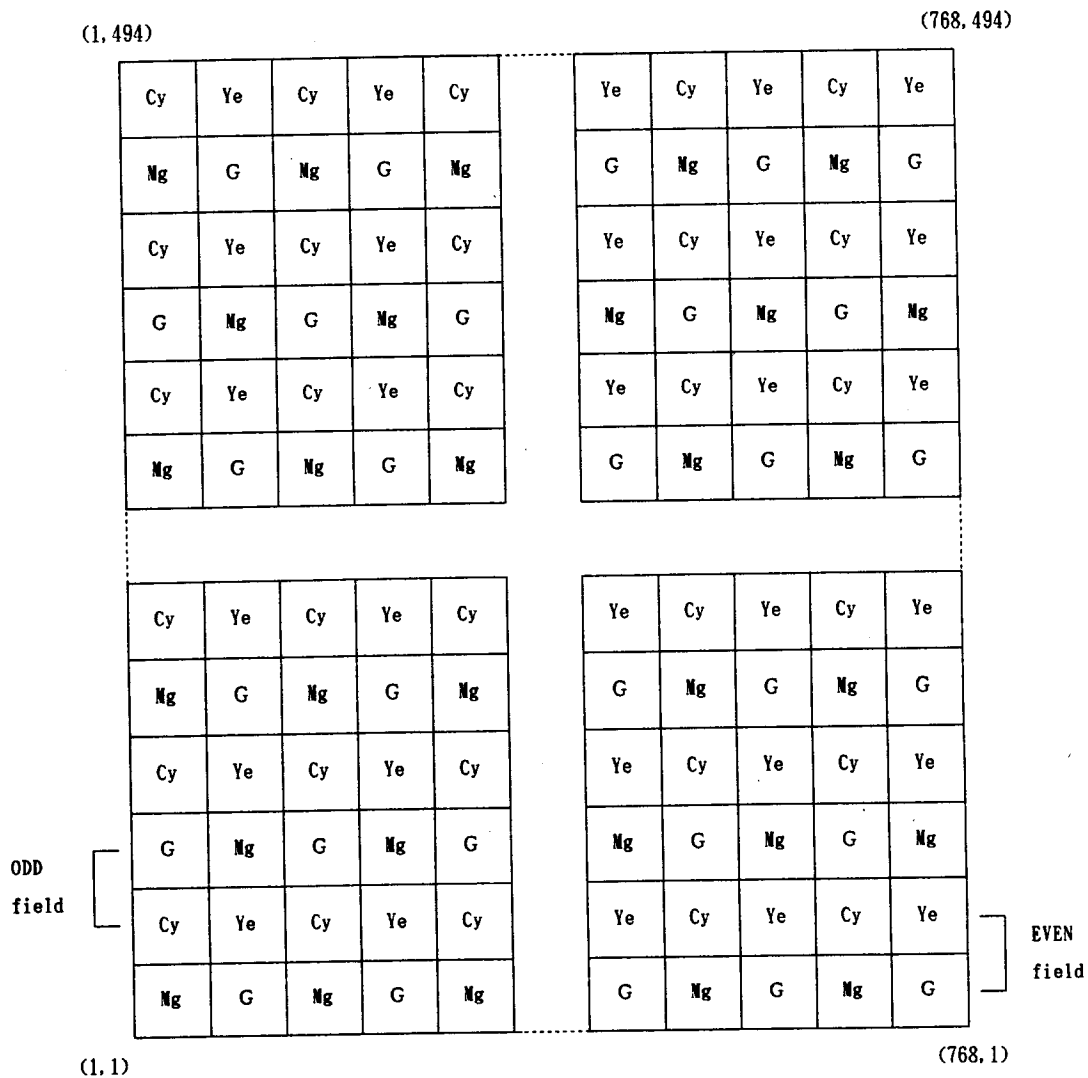 (1, 494) (768, 494)
Cy Ye Cy Ye Cy Ye Cy Ye Cy Ye
Mg G Mg G Mg G Mg G Mg G
Cy Ye Cy Ye Cy Ye Cy Ye Cy Ye
G Mg G Mg G Mg G Mg G Mg
Cy Ye Cy Ye Cy Ye Cy Ye Cy Ye
Mg G Mg G Mg G Mg G Mg G
Cy Ye Cy Ye Cy Ye Cy Ye Cy Ye
Mg G Mg G Mg G Mg G Mg G
Cy Ye Cy Ye Cy Ye Cy Ye Cy Ye
G Mg G Mg G Mg G Mg G Mg
ODD
field
Cy Ye Cy Ye Cy Ye Cy Ye Cy Ye
EVEN
field
Mg G Mg G Mg G Mg G Mg G
(1, 1) (768, 1)